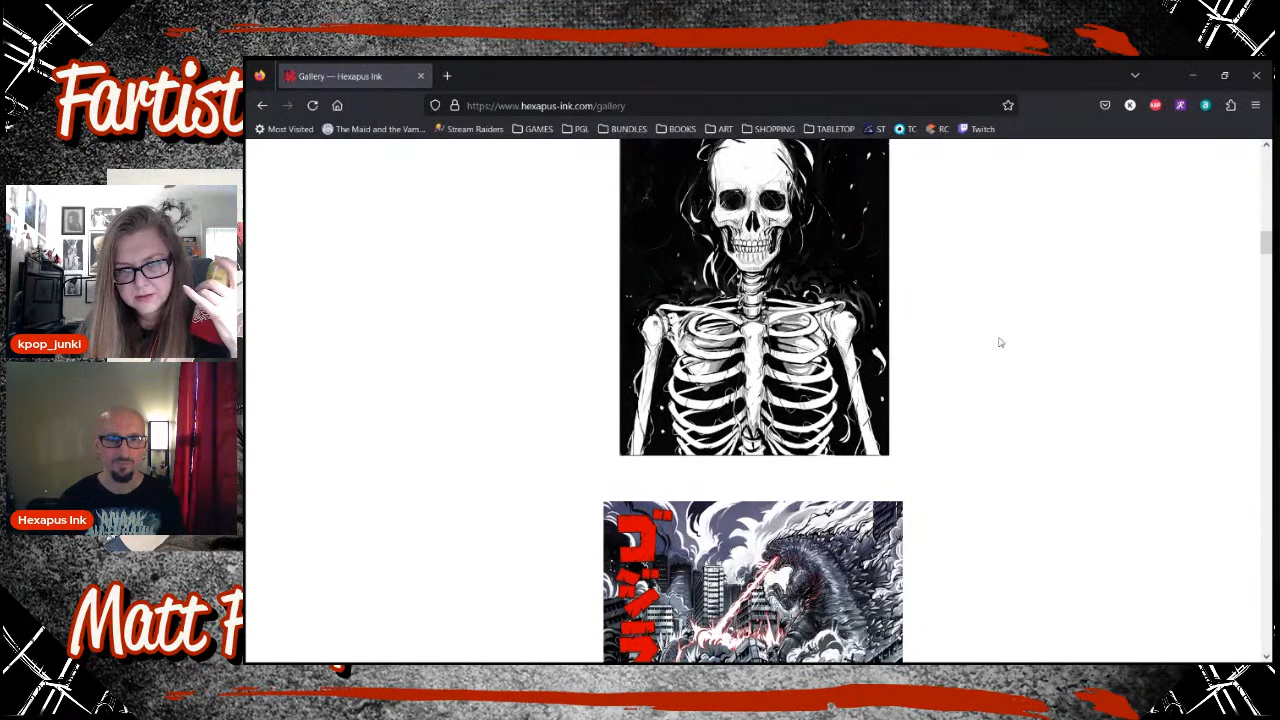 Fartist
Gallery — Hexapus Ink
https://www.hexapus-ink.com/gallery
Most Visited
The Maid and the Vam...
Stream Raiders
GAMES
PGL
BUNDLES
BOOKS
ART
SHOPPING
TABLETOP
ST
TC
RC
Twitch
kpop_junki
Hexapus Ink
ゴジラ
Matt